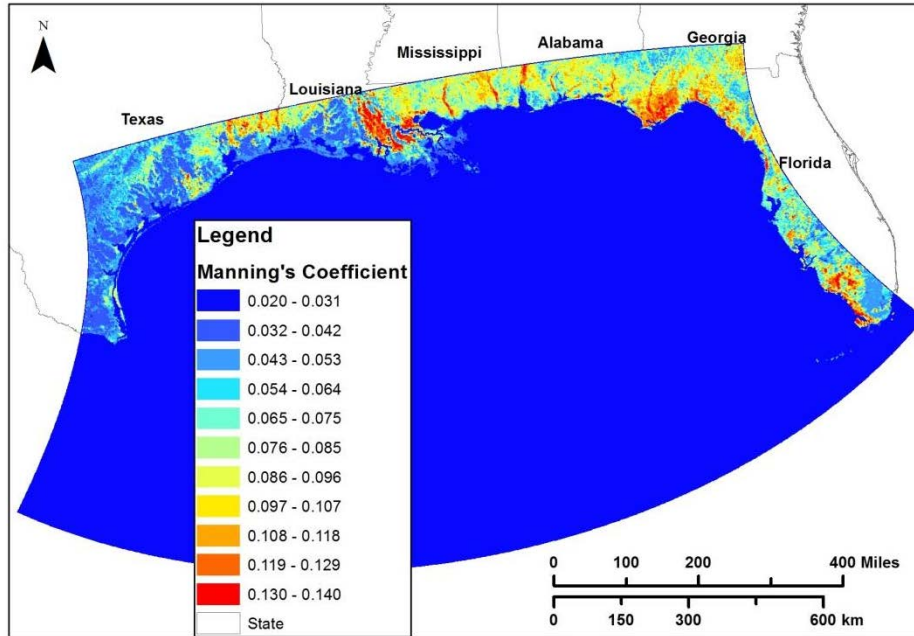 N
Georgia
Alabama
Mississippi
Louisiana
Texas
Florida
Legend
Manning's Coefficient
0.020 - 0.031
0.032 - 0.042
0.043 - 0.053
0.054 - 0.064
0.065 - 0.075
0.076 - 0.085
0.086 - 0.096
0.097 - 0.107
0.108 - 0.118
0.119 - 0.129
0.130 - 0.140
State
0 100 200 400 Miles
0 150 300 600 km